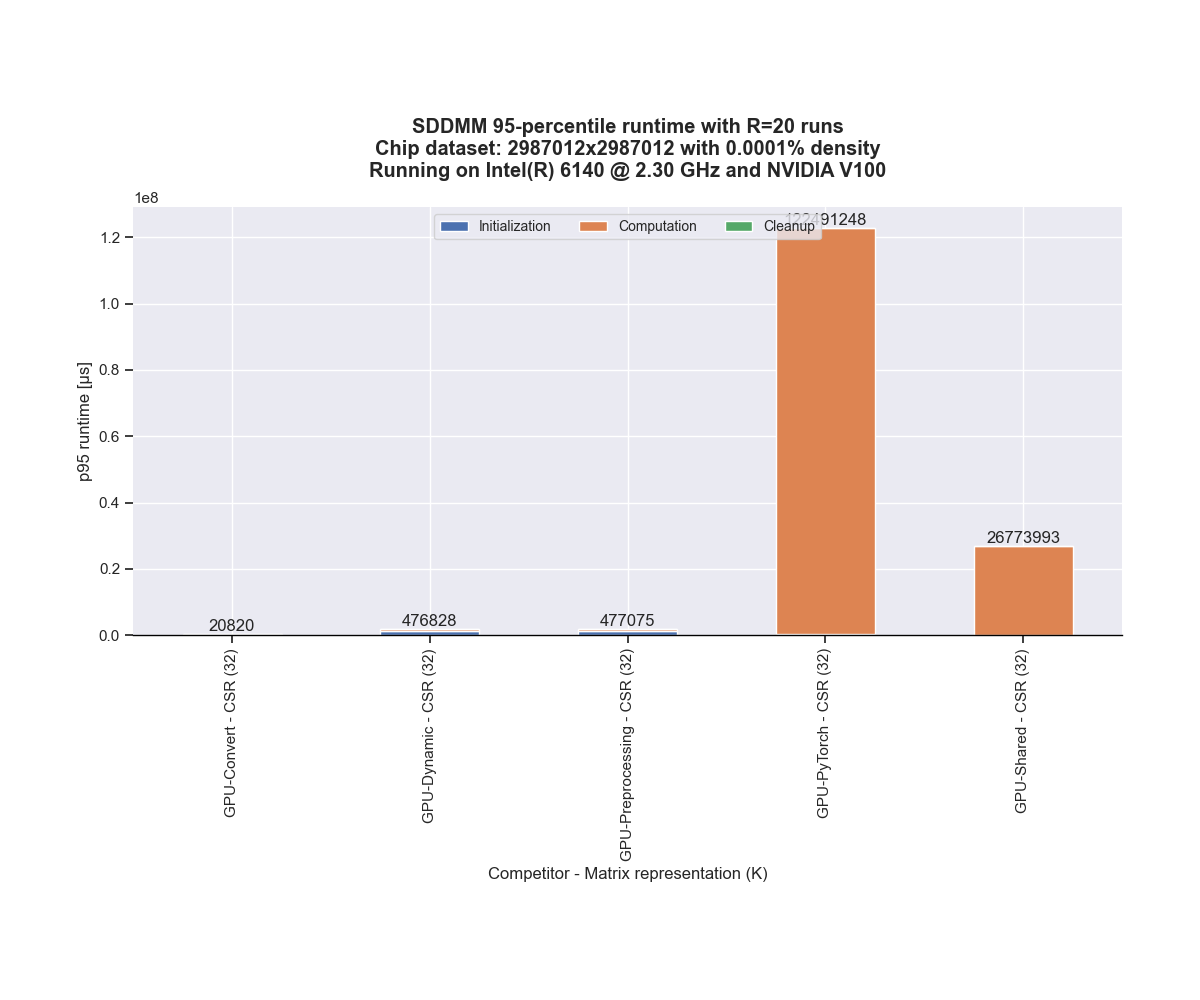 SDDMM 95-percentile runtime with R=20 runs
Chip dataset: 2987012x2987012 with 0.0001% density
Running on Intel(R) 6140 @ 2.30 GHz and NVIDIA V100
1e8
Initialization Computation Cleanup
122491248
1.2
1.0
0.8
0.6
0.4
0.2
0.0
p95 runtime [µs]
20820
476828
477075
26773993
GPU-Convert - CSR (32)
GPU-Dynamic - CSR (32)
GPU-Preprocessing - CSR (32)
GPU-PyTorch - CSR (32)
GPU-Shared - CSR (32)
Competitor - Matrix representation (K)